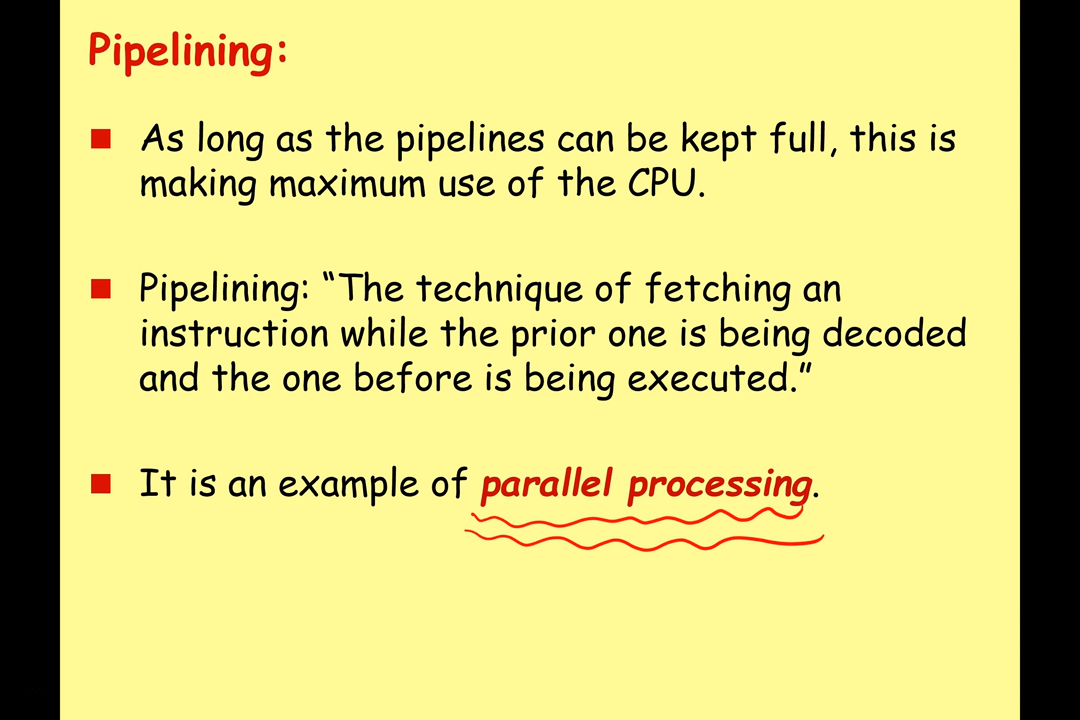 Pipelining:
As long as the pipelines can be kept full, this is
making maximum use of the CPU.
Pipelining: “The technique of fetching an
instruction while the prior one is being decoded
and the one before is being executed.”
It is an example of parallel processing.